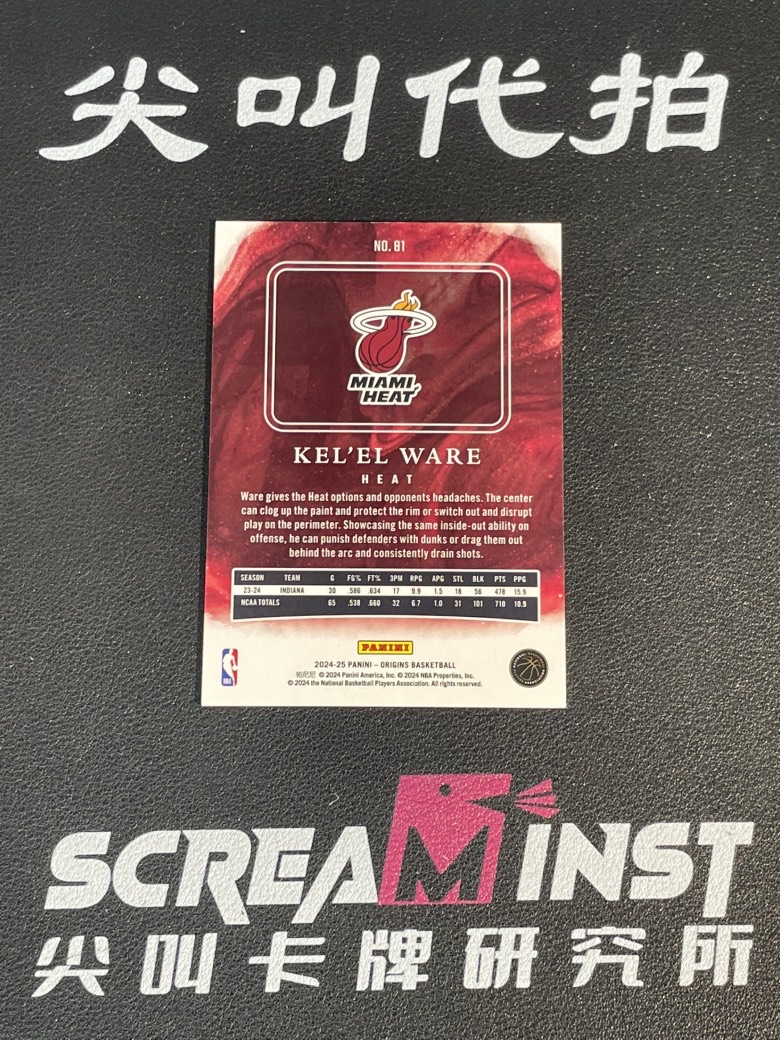 尖叫代拍
NO. 81
MIAMI
HEAT
KEL'EL WARE
HEAT
Ware gives the Heat options and opponents headaches. The center
can clog up the paint and protect the rim or switch out and disrupt
play on the perimeter. Showcasing the same inside-out ability on
offense, he can punish defenders with dunks or drag them out
behind the arc and consistently drain shots.
SEASON TEAM G FG% FT% 3PM RPG APG STL BLK PTS PPG
23-24 INDIANA 30 .586 .634 17 9.9 1.5 18 56 478 15.9
NCAA TOTALS 65 .538 .660 32 6.7 1.0 31 101 710 10.9
PANINI
2024-25 PANINI – ORIGINS BASKETBALL
帕尼尼 © 2024 Panini America, Inc. © 2024 NBA Properties, Inc.
© 2024 the National Basketball Players Association. All rights reserved.
SCREAM INST
尖叫卡牌研究所